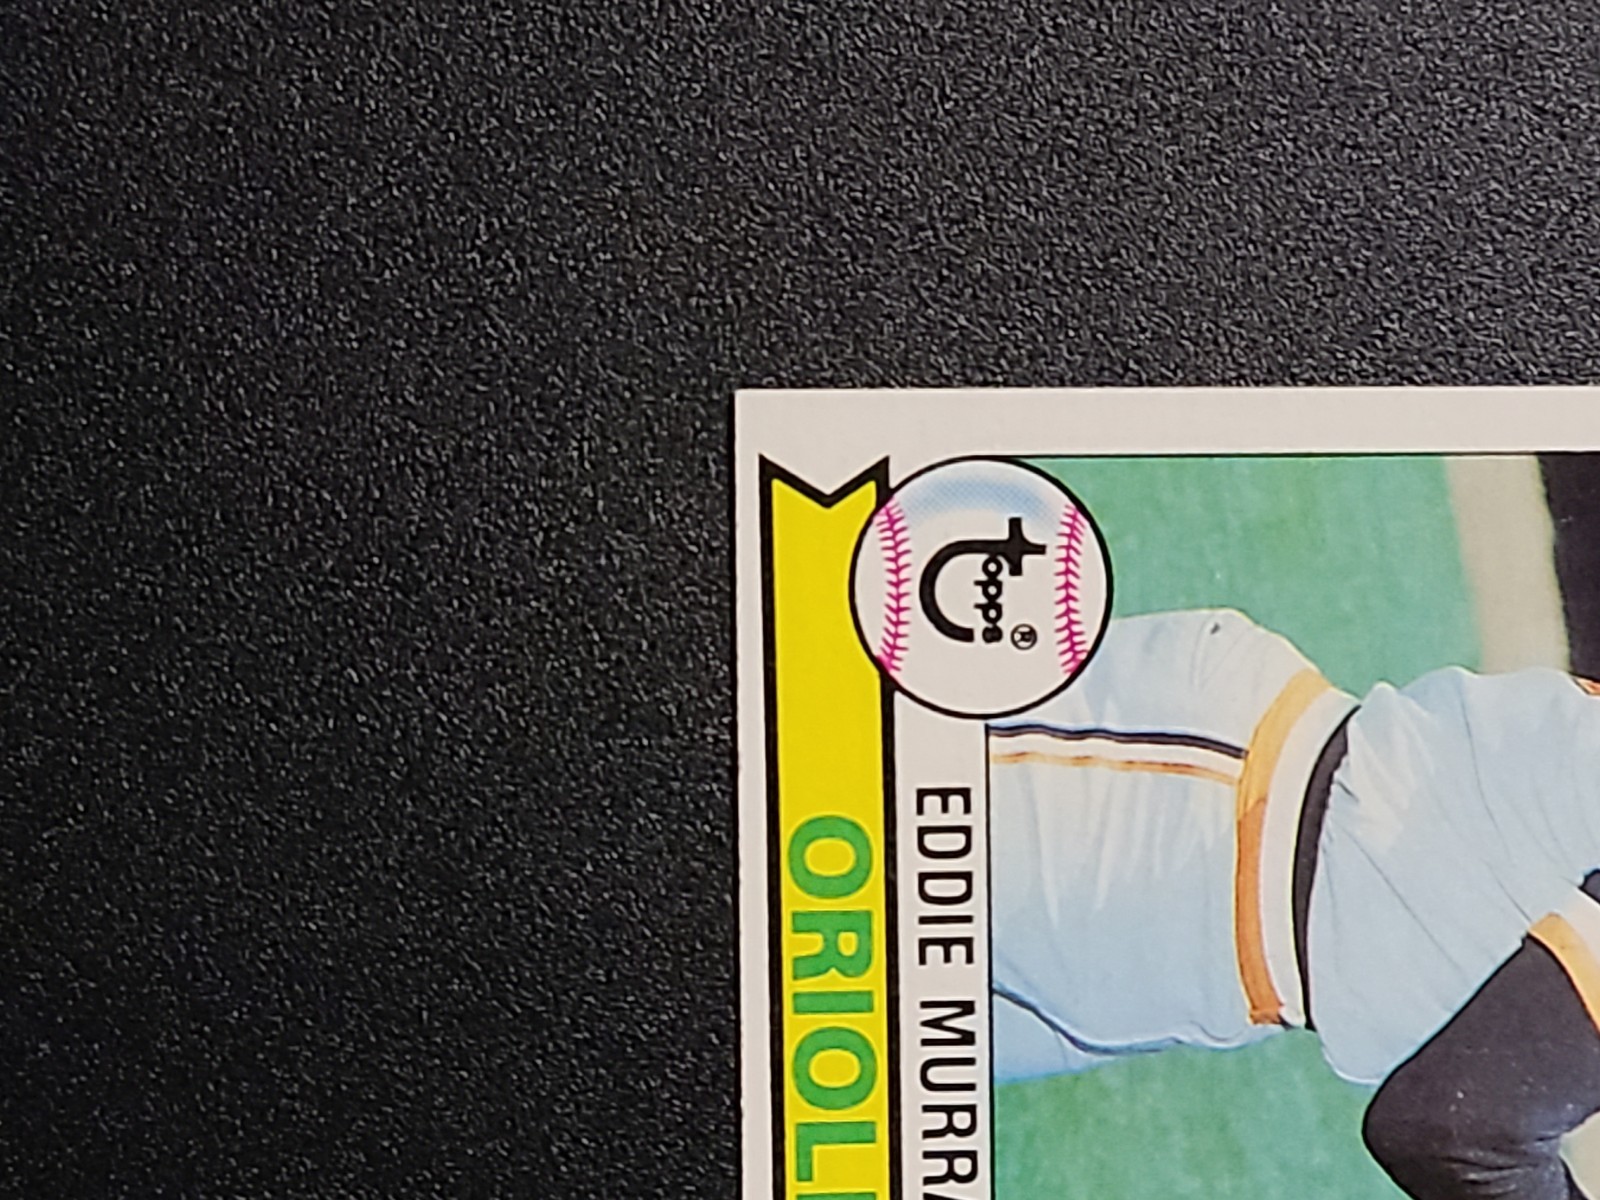 topps®
EDDIE MURRA
ORIOL